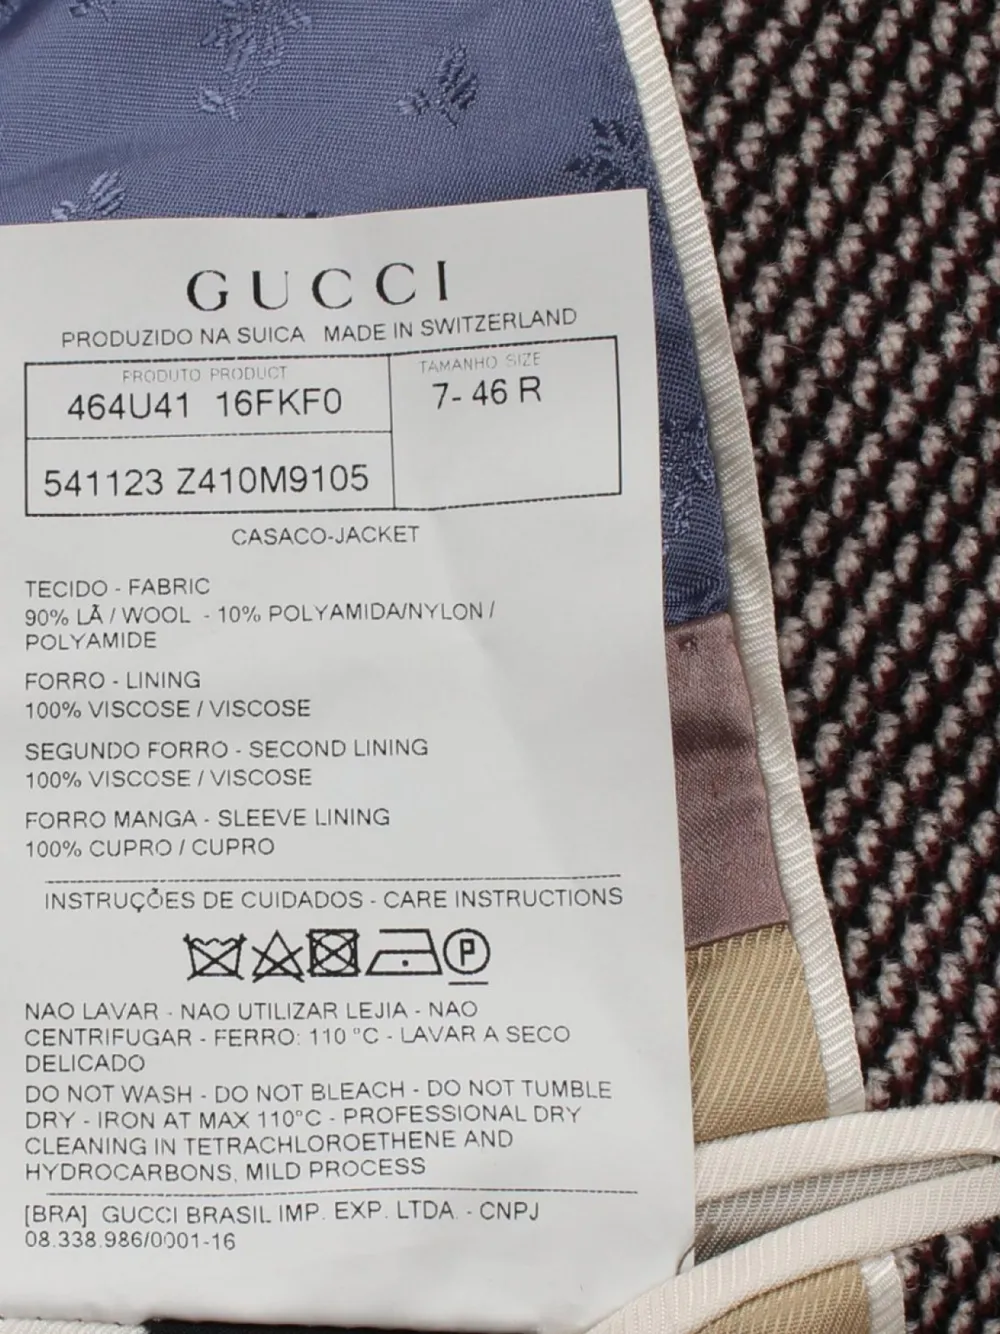 GUCCI
PRODUZIDO NA SUICA MADE IN SWITZERLAND
PRODUTO PRODUCT
TAMANHO SIZE
464U41 16FKF0
7- 46 R
541123 Z410M9105
CASACO-JACKET
TECIDO - FABRIC
90% LÃ / WOOL - 10% POLYAMIDA/NYLON /
POLYAMIDE
FORRO - LINING
100% VISCOSE / VISCOSE
SEGUNDO FORRO - SECOND LINING
100% VISCOSE / VISCOSE
FORRO MANGA - SLEEVE LINING
100% CUPRO / CUPRO
INSTRUÇÕES DE CUIDADOS - CARE INSTRUCTIONS
P
NAO LAVAR - NAO UTILIZAR LEJIA - NAO
CENTRIFUGAR - FERRO: 110 °C - LAVAR A SECO
DELICADO
DO NOT WASH - DO NOT BLEACH - DO NOT TUMBLE
DRY - IRON AT MAX 110°C - PROFESSIONAL DRY
CLEANING IN TETRACHLOROETHENE AND
HYDROCARBONS, MILD PROCESS
[BRA] GUCCI BRASIL IMP. EXP. LTDA. - CNPJ
08.338.986/0001-16